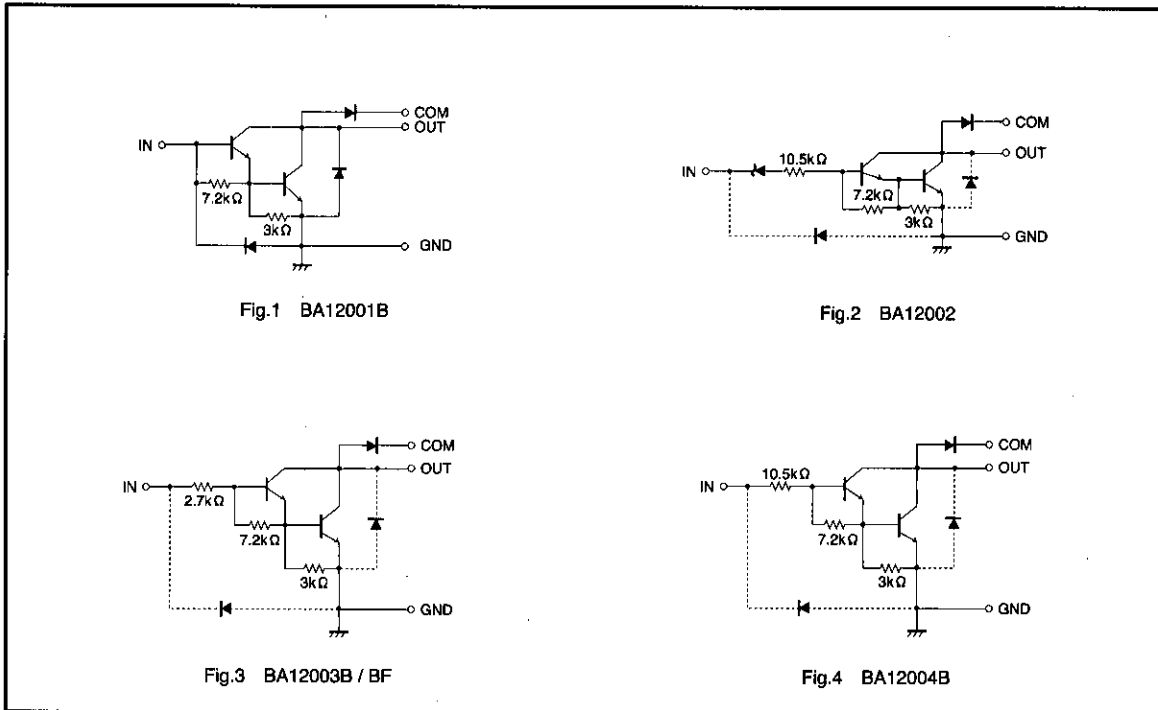 COM
OUT
IN
7.2kΩ
3kΩ
GND
Fig.1 BA12001B
COM
OUT
10.5kΩ
IN
7.2kΩ
3kΩ
GND
Fig.2 BA12002
COM
OUT
IN
2.7kΩ
7.2kΩ
3kΩ
GND
Fig.3 BA12003B / BF
COM
OUT
10.5kΩ
IN
7.2kΩ
3kΩ
GND
Fig.4 BA12004B